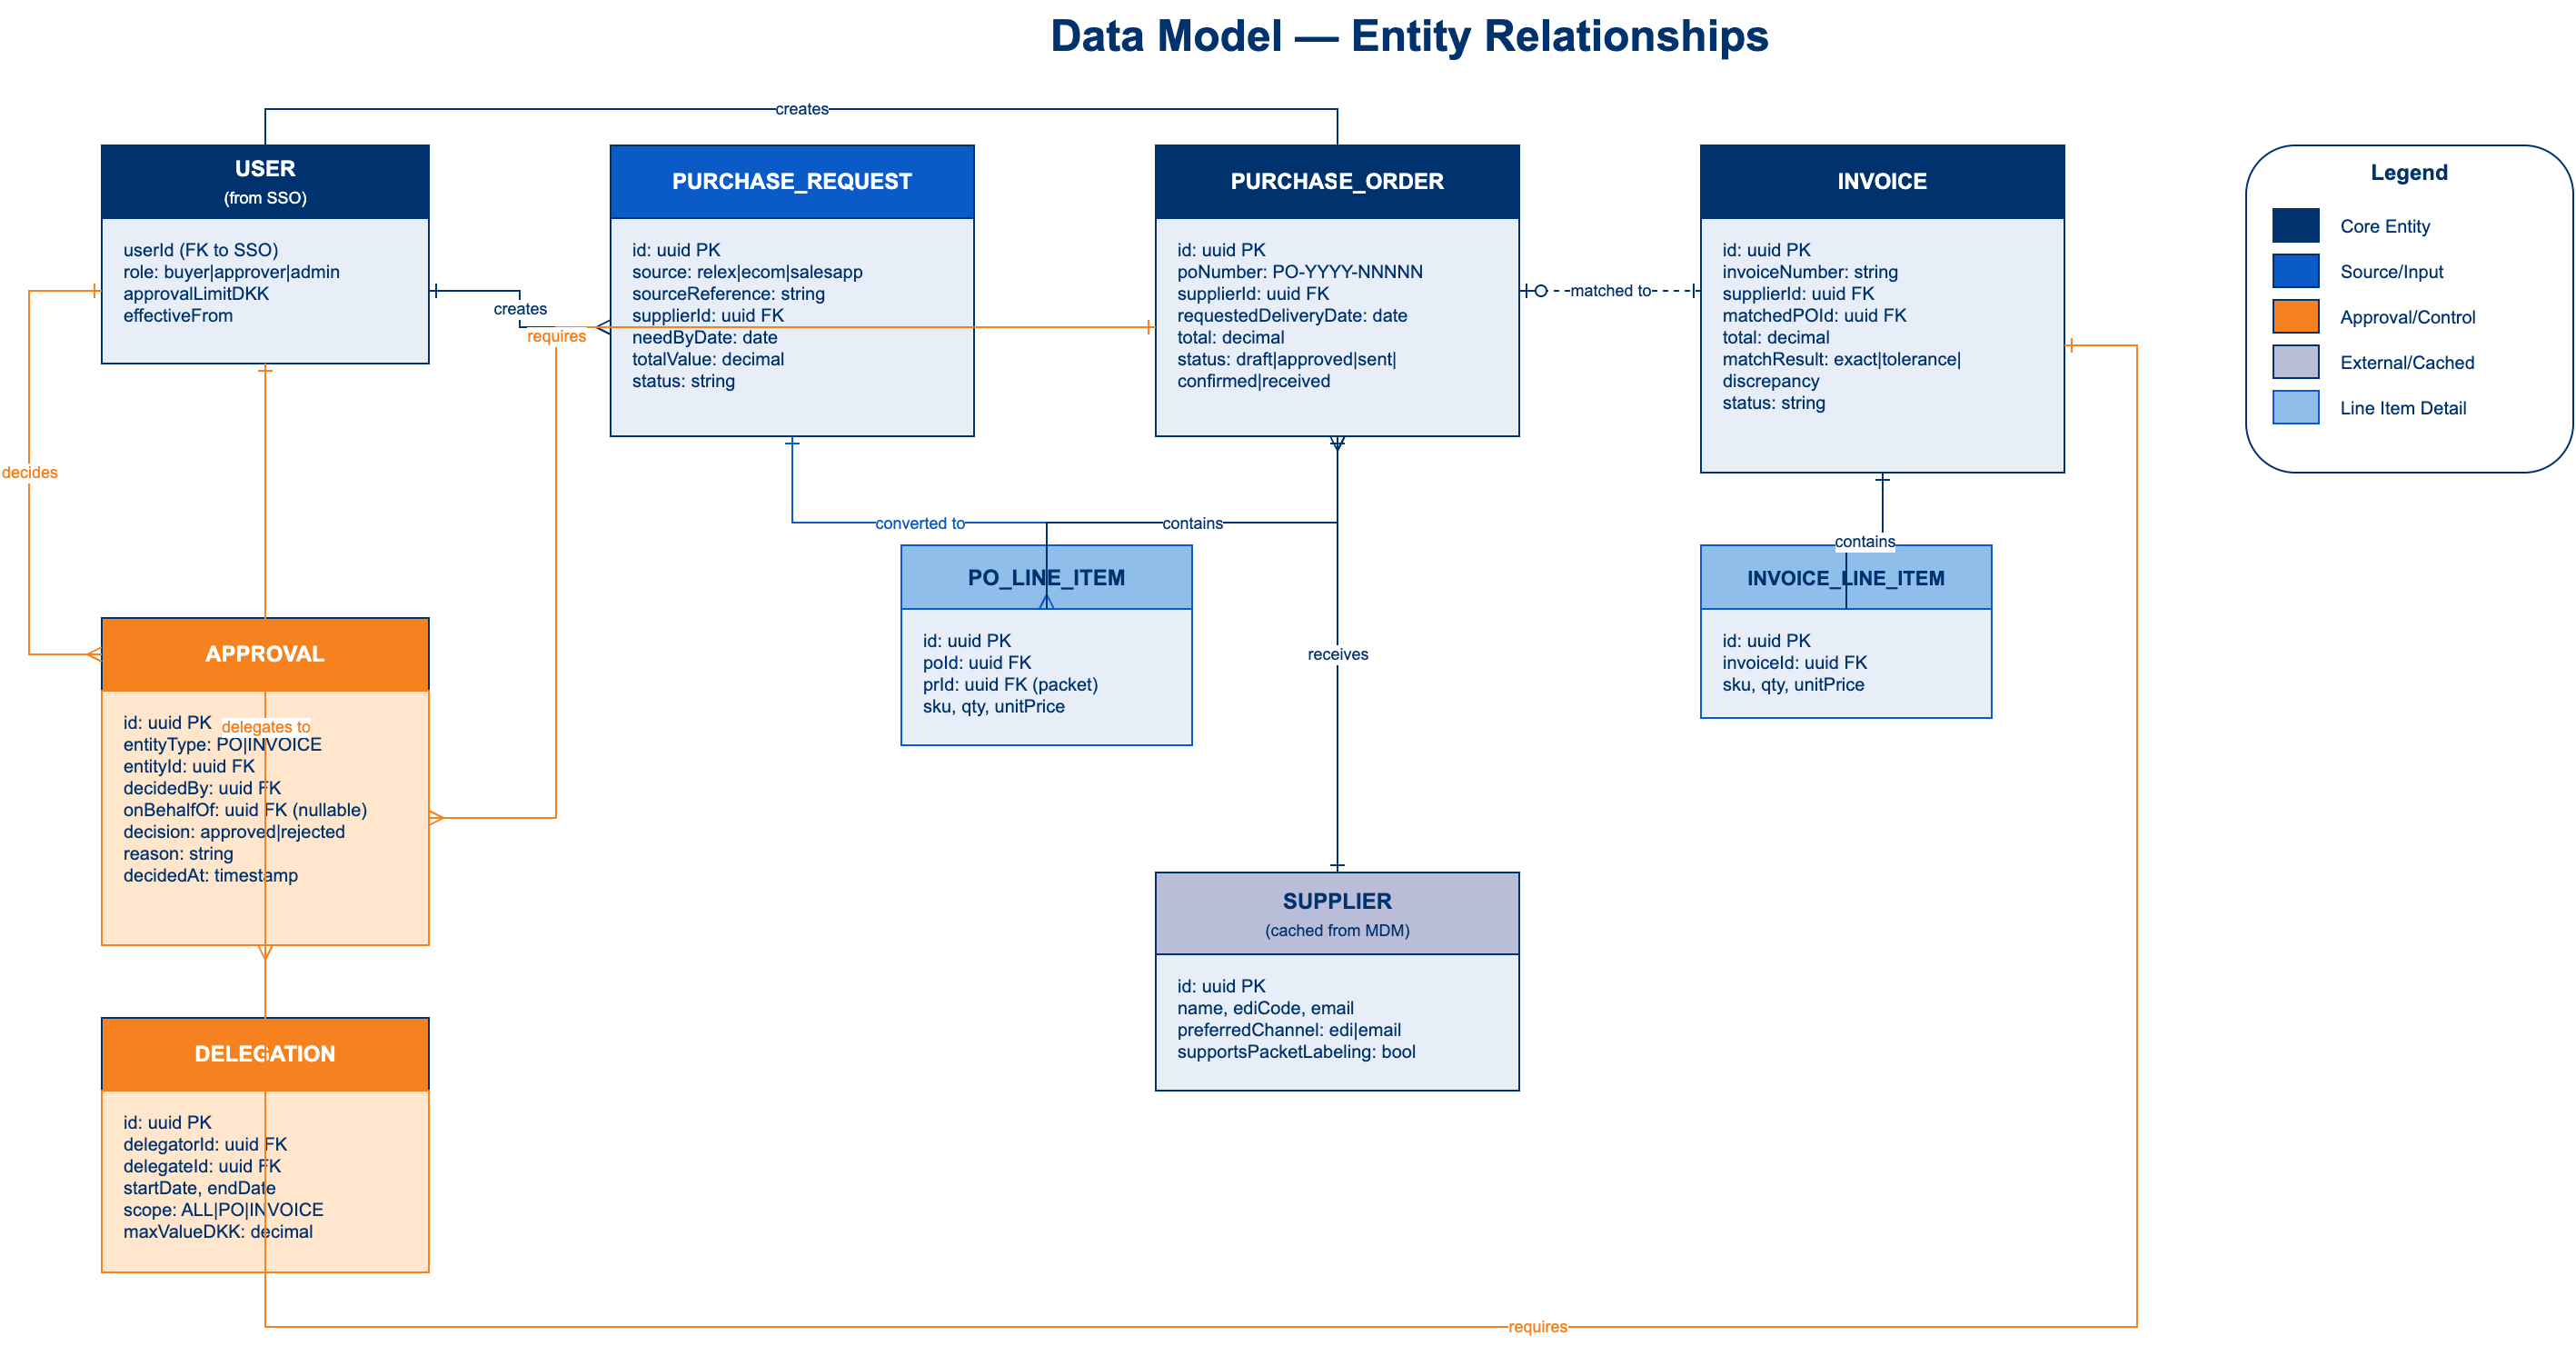 Data Model — Entity Relationships
creates
USER
(from SSO)
userId (FK to SSO)
role: buyer|approver|admin
approvalLimitDKK
effectiveFrom
creates
requires
decides
PURCHASE_REQUEST
id: uuid PK
source: relex|ecom|salesapp
sourceReference: string
supplierId: uuid FK
needByDate: date
totalValue: decimal
status: string
PURCHASE_ORDER
id: uuid PK
poNumber: PO-YYYY-NNNNN
supplierId: uuid FK
requestedDeliveryDate: date
total: decimal
status: draft|approved|sent|
confirmed|received
matched to
INVOICE
id: uuid PK
invoiceNumber: string
supplierId: uuid FK
matchedPOId: uuid FK
total: decimal
matchResult: exact|tolerance|
discrepancy
status: string
Legend
Core Entity
Source/Input
Approval/Control
External/Cached
Line Item Detail
converted to
contains
contains
PO_LINE_ITEM
id: uuid PK
poId: uuid FK
prId: uuid FK (packet)
sku, qty, unitPrice
INVOICE_LINE_ITEM
id: uuid PK
invoiceId: uuid FK
sku, qty, unitPrice
receives
APPROVAL
id: uuid PK
delegates to
entityType: PO|INVOICE
entityId: uuid FK
decidedBy: uuid FK
onBehalfOf: uuid FK (nullable)
decision: approved|rejected
reason: string
decidedAt: timestamp
SUPPLIER
(cached from MDM)
id: uuid PK
name, ediCode, email
preferredChannel: edi|email
supportsPacketLabeling: bool
DELEGATION
id: uuid PK
delegatorId: uuid FK
delegateId: uuid FK
startDate, endDate
scope: ALL|PO|INVOICE
maxValueDKK: decimal
requires